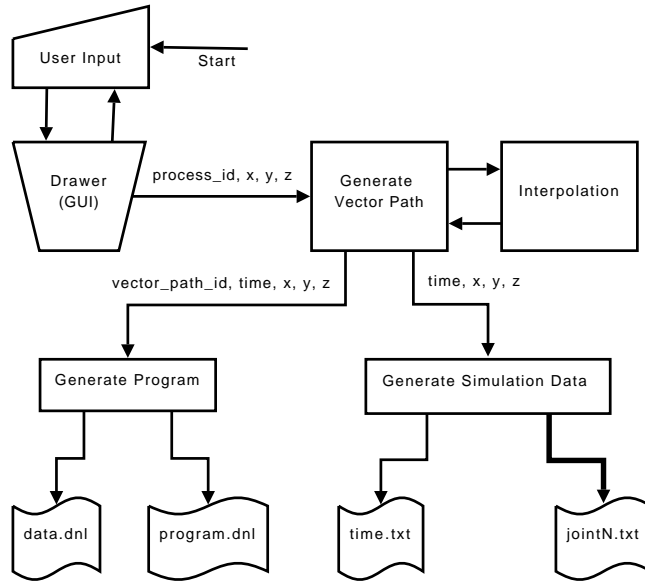 User Input
Start
Drawer
(GUI)
process_id, x, y, z
Generate
Vector Path
Interpolation
vector_path_id, time, x, y, z
time, x, y, z
Generate Program
Generate Simulation Data
data.dnl
program.dnl
time.txt
jointN.txt